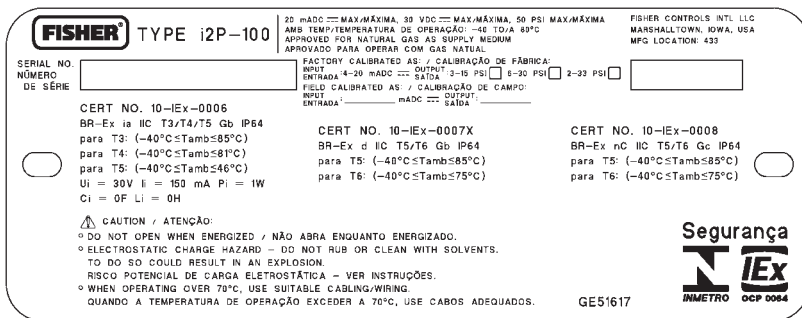 FISHER® TYPE i2P-100
20 mADC ⎓ MAX/MÁXIMA, 30 VDC ⎓ MAX/MÁXIMA, 50 PSI MAX/MÁXIMA
AMB TEMP/TEMPERATURA DE OPERAÇÃO: -40 TO/A 60°C
APPROVED FOR NATURAL GAS AS SUPPLY MEDIUM
APROVADO PARA OPERAR COM GAS NATUAL
FISHER CONTROLS INTL LLC
MARSHALLTOWN, IOWA, USA
MFG LOCATION: 433
SERIAL NO.
NÚMERO
DE SÉRIE
FACTORY CALIBRATED AS: / CALIBRAÇÃO DE FÁBRICA:
INPUT
ENTRADA :4-20 mADC ⎓ OUTPUT
SAÍDA :3-15 PSI □ 6-30 PSI □ 2-33 PSI □
FIELD CALIBRATED AS: / CALIBRAÇÃO DE CAMPO:
INPUT
ENTRADA :________ mADC ⎓ OUTPUT
SAÍDA :________
CERT NO. 10-IEx-0006
BR-Ex ia IIC T3/T4/T5 Gb IP64
para T3: (-40°C≤Tamb≤85°C)
para T4: (-40°C≤Tamb≤81°C)
para T5: (-40°C≤Tamb≤46°C)
Ui = 30V Ii = 150 mA Pi = 1W
Ci = 0F Li = 0H
CERT NO. 10-IEx-0007X
BR-Ex d IIC T5/T6 Gb IP64
para T5: (-40°C≤Tamb≤85°C)
para T6: (-40°C≤Tamb≤75°C)
CERT NO. 10-IEx-0008
BR-Ex nC IIC T5/T6 Gc IP64
para T5: (-40°C≤Tamb≤85°C)
para T6: (-40°C≤Tamb≤75°C)
⚠ CAUTION / ATENÇÃO:
° DO NOT OPEN WHEN ENERGIZED / NÃO ABRA ENQUANTO ENERGIZADO.
° ELECTROSTATIC CHARGE HAZARD - DO NOT RUB OR CLEAN WITH SOLVENTS.
TO DO SO COULD RESULT IN AN EXPLOSION.
RISCO POTENCIAL DE CARGA ELETROSTÃTICA - VER INSTRUÇÕES.
° WHEN OPERATING OVER 70°C, USE SUITABLE CABLING/WIRING.
QUANDO A TEMPERATURA DE OPERAÇÃO EXCEDER A 70°C, USE CABOS ADEQUADOS.
GE51617
Segurança
IEx
INMETRO OCP 0064